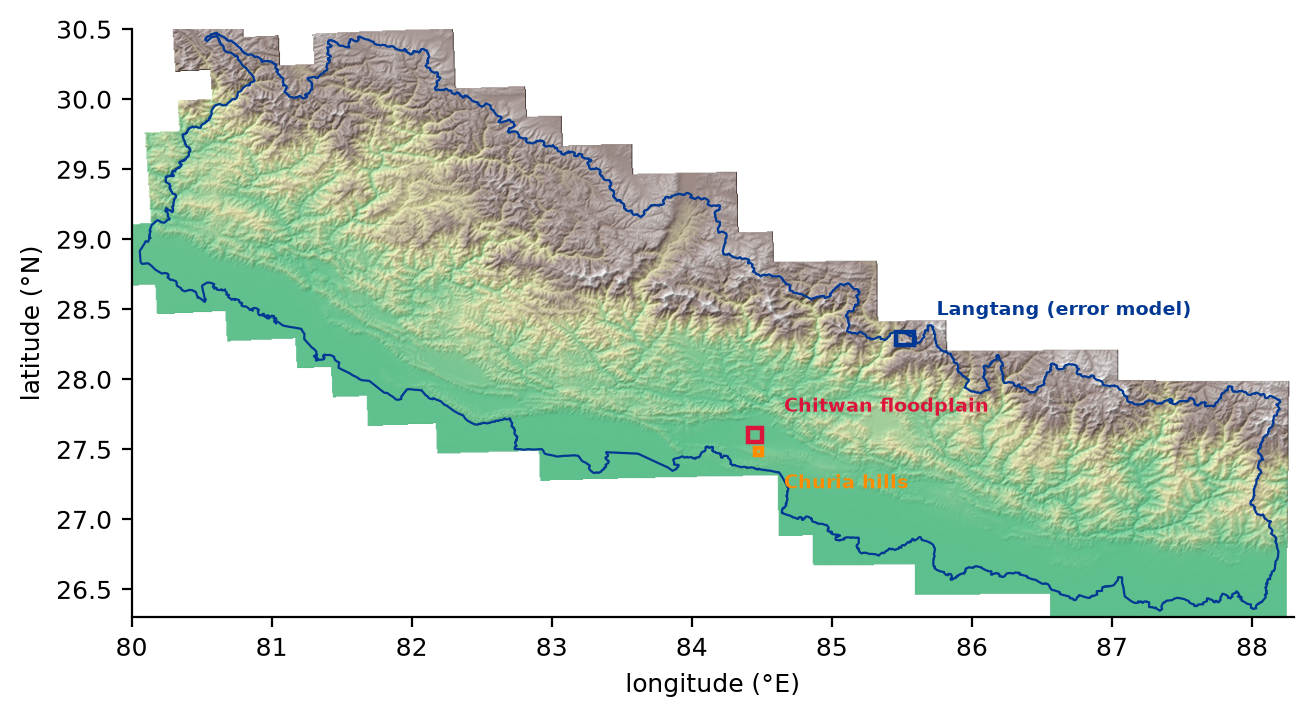 30.5
30.0
29.5
29.0
28.5
28.0
27.5
27.0
26.5
latitude (°N)
Langtang (error model)
Chitwan floodplain
Churia hills
80 81 82 83 84 85 86 87 88
longitude (°E)